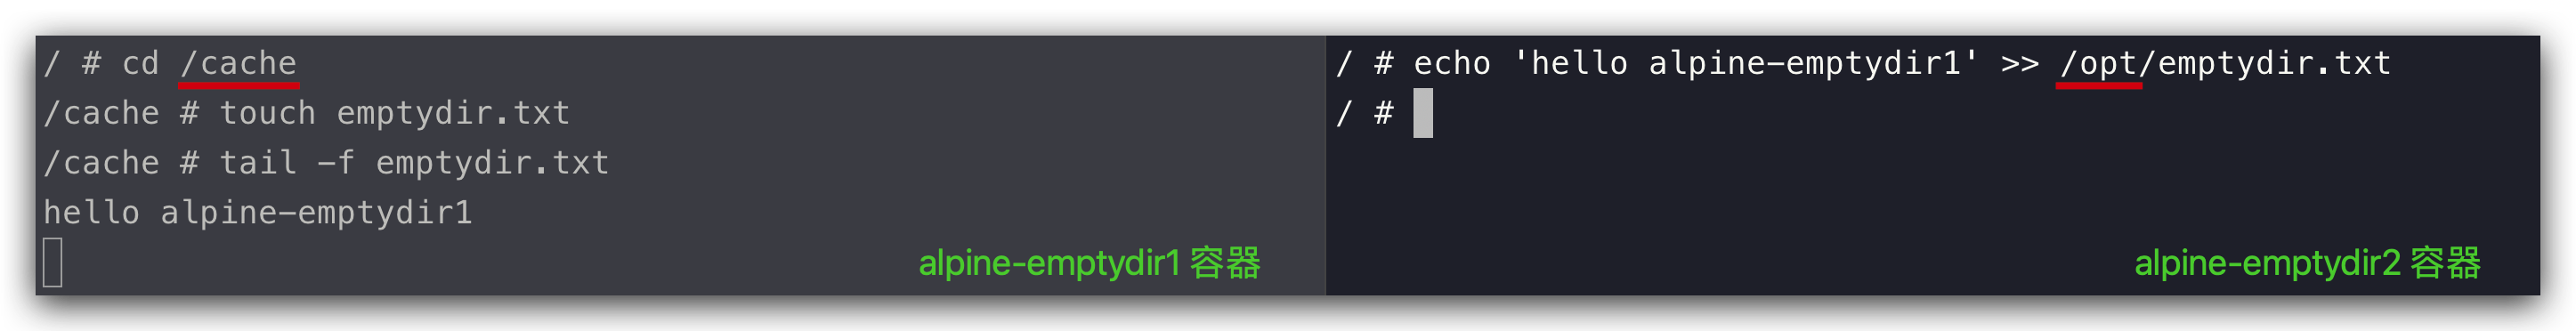 / # cd /cache
/cache # touch emptydir.txt
/cache # tail -f emptydir.txt
hello alpine-emptydir1
alpine-emptydir1 容器
/ # echo 'hello alpine-emptydir1' >> /opt/emptydir.txt
/ #
alpine-emptydir2 容器